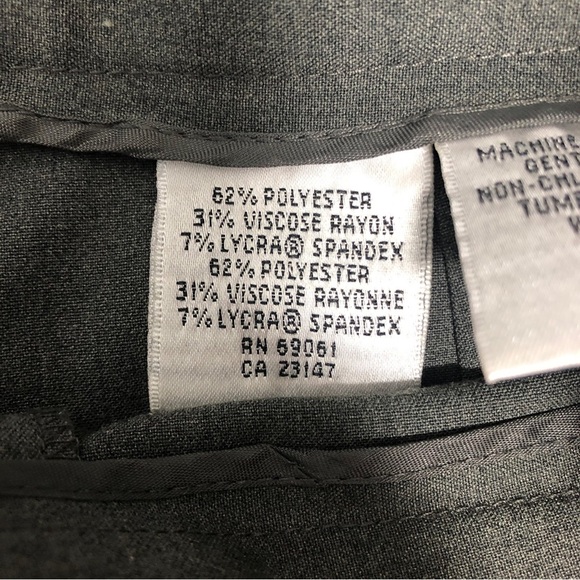 62% POLYESTER
31% VISCOSE RAYON
7% LYCRA® SPANDEX
62% POLYESTER
31% VISCOSE RAYONNE
7% LYCRA® SPANDEX
RN 69061
CA 23147
MACHINE
GENT
NON-CHL
TUM